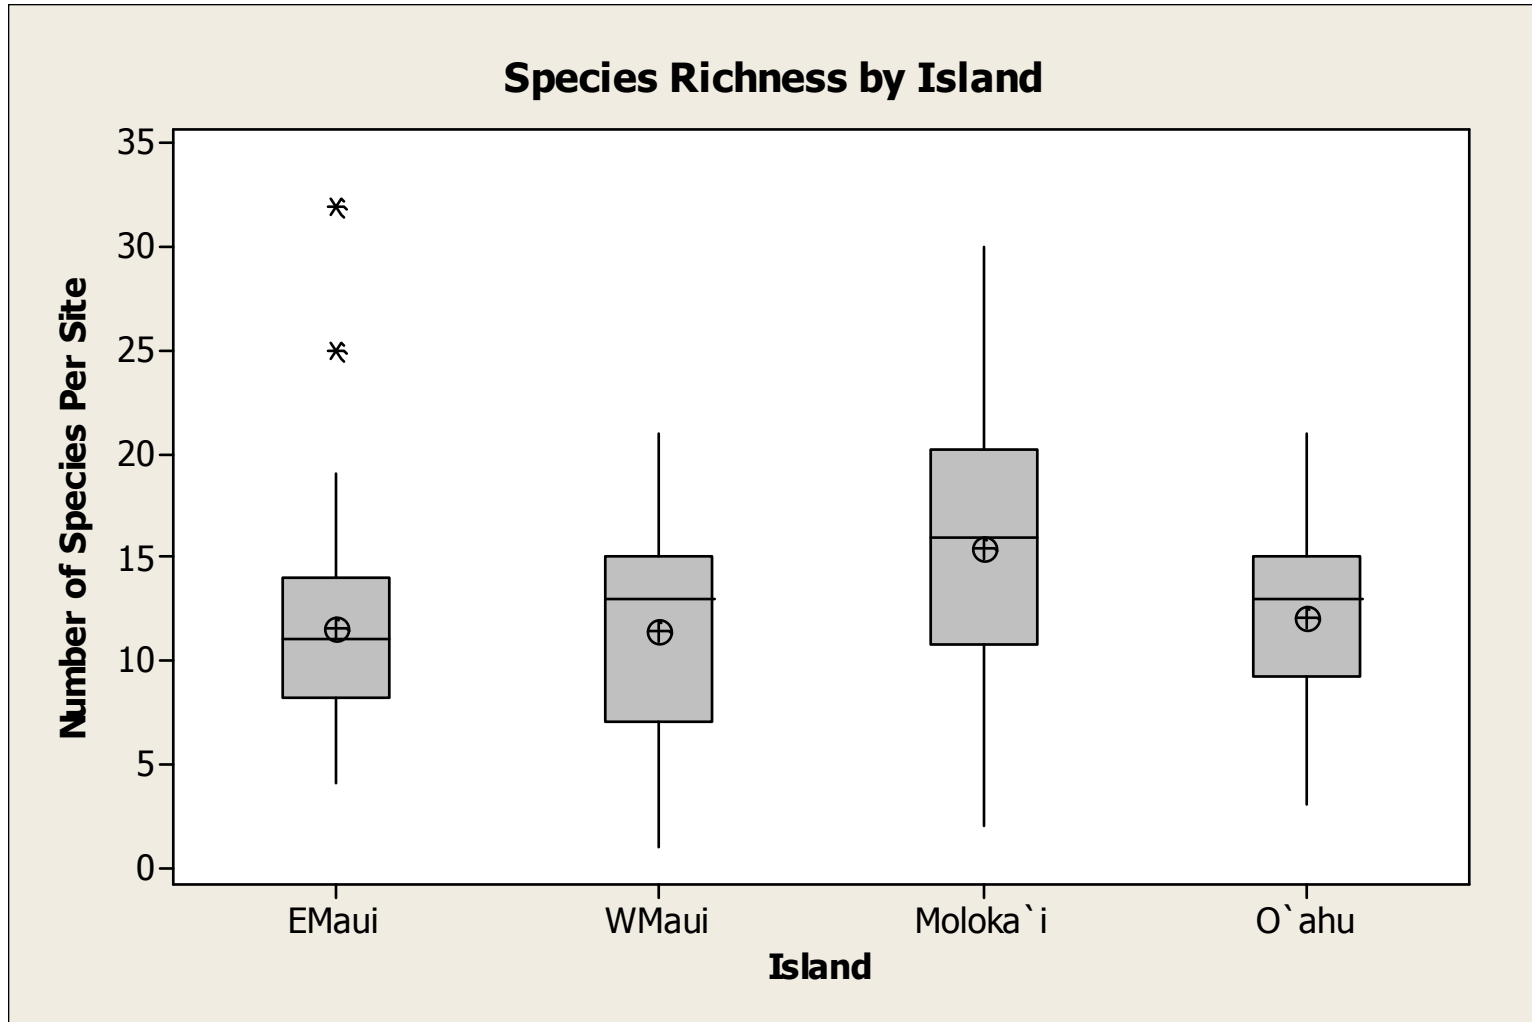 Species Richness by Island
35
30
25
20
15
10
5
0
Number of Species Per Site
EMaui
WMaui
Moloka`i
O`ahu
Island